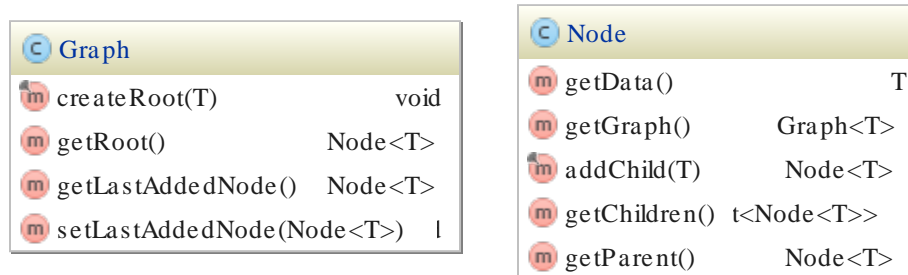 Graph
createRoot(T) void
getRoot() Node<T>
getLastAddedNode() Node<T>
setLastAddedNode(Node<T>)
Node
getData() T
getGraph() Graph<T>
addChild(T) Node<T>
getChildren() t<Node<T>>
getParent() Node<T>